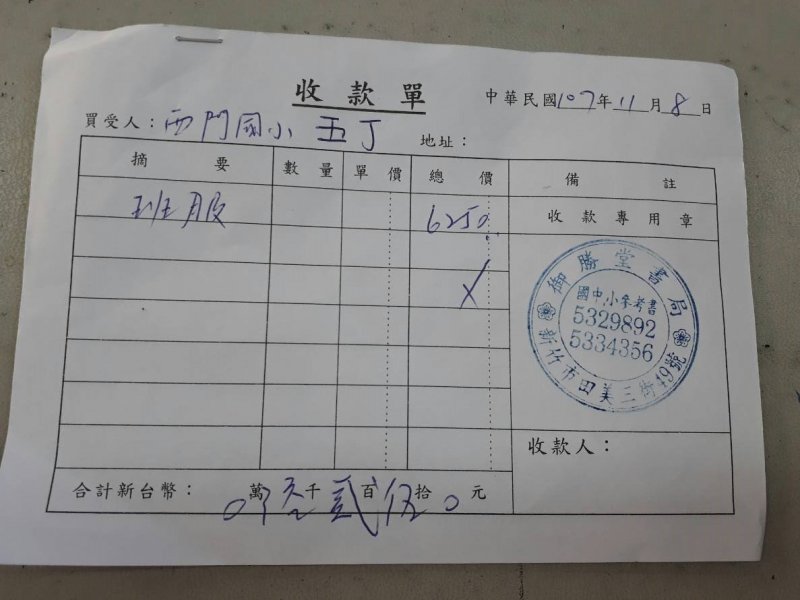 收款單
中華民國107年11月8日
買受人：西門國小 五丁 地址：
摘要 數量 單價 總價 備註
班服 6250 收款專用章
御勝堂書局
國中小參考書
5329892
5334356
新竹市田美三街49號
收款人：
合計新台幣：0萬 千貳百伍拾0元